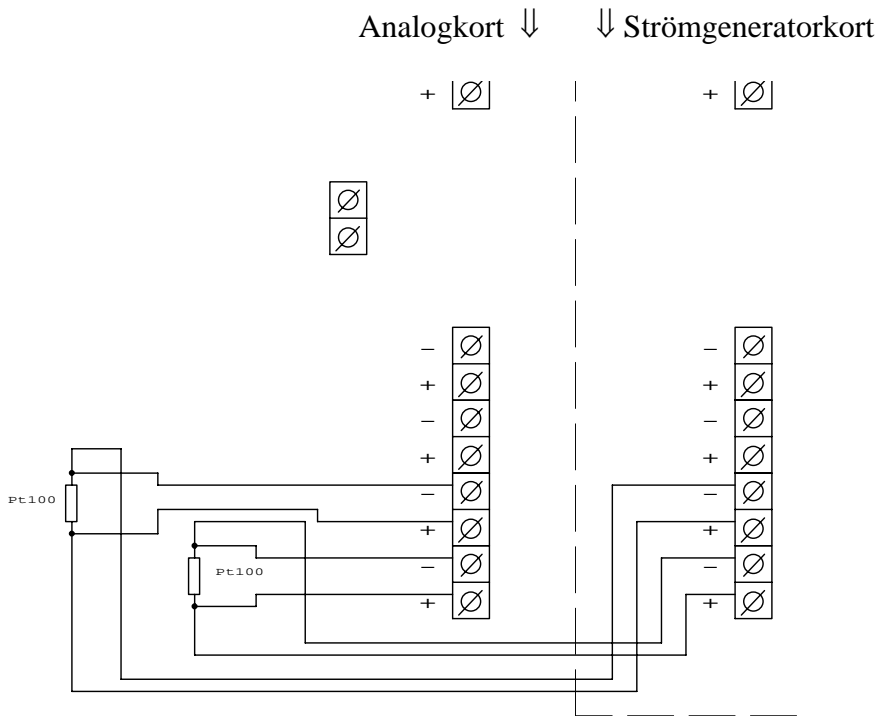 Analogkort ⇓ ⇓ Strömgeneratorkort
+ +
− −
+ +
− −
+ +
Pt100 − −
+ +
Pt100 − −
+ +